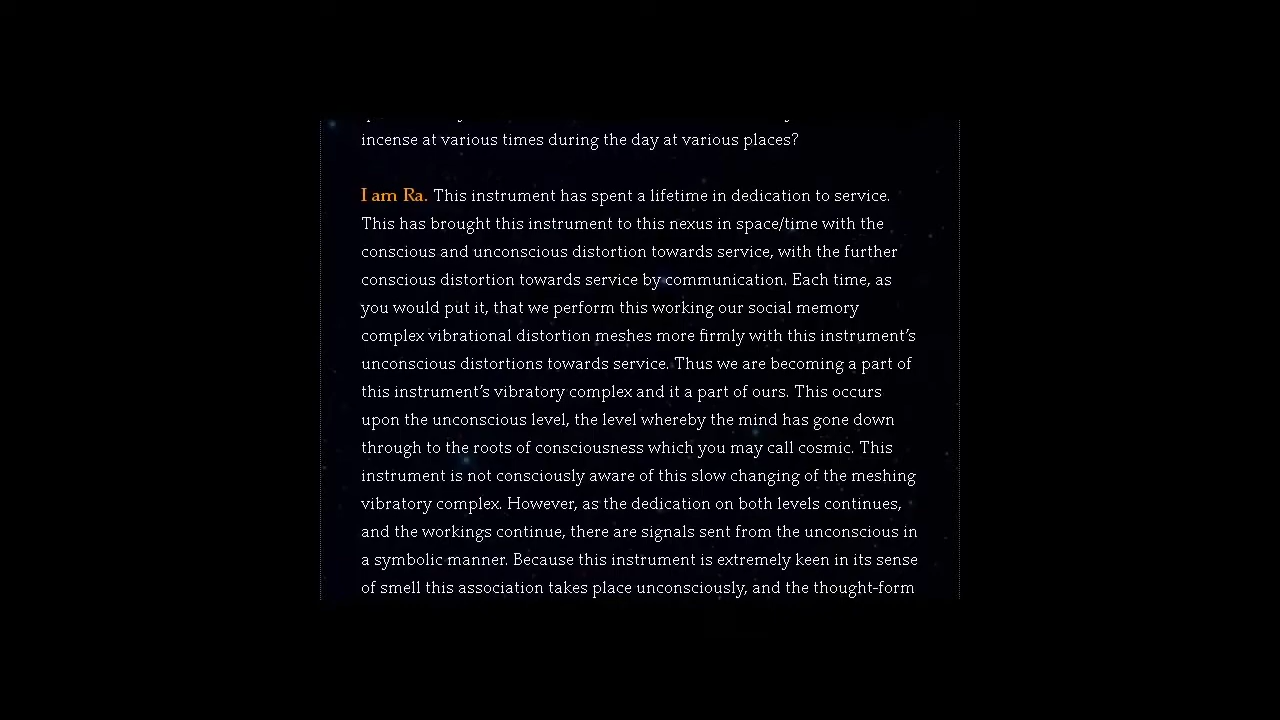 incense at various times during the day at various places?
I am Ra. This instrument has spent a lifetime in dedication to service.
This has brought this instrument to this nexus in space/time with the
conscious and unconscious distortion towards service, with the further
conscious distortion towards service by communication. Each time, as
you would put it, that we perform this working our social memory
complex vibrational distortion meshes more firmly with this instrument’s
unconscious distortions towards service. Thus we are becoming a part of
this instrument’s vibratory complex and it a part of ours. This occurs
upon the unconscious level, the level whereby the mind has gone down
through to the roots of consciousness which you may call cosmic. This
instrument is not consciously aware of this slow changing of the meshing
vibratory complex. However, as the dedication on both levels continues,
and the workings continue, there are signals sent from the unconscious in
a symbolic manner. Because this instrument is extremely keen in its sense
of smell this association takes place unconsciously, and the thought-form